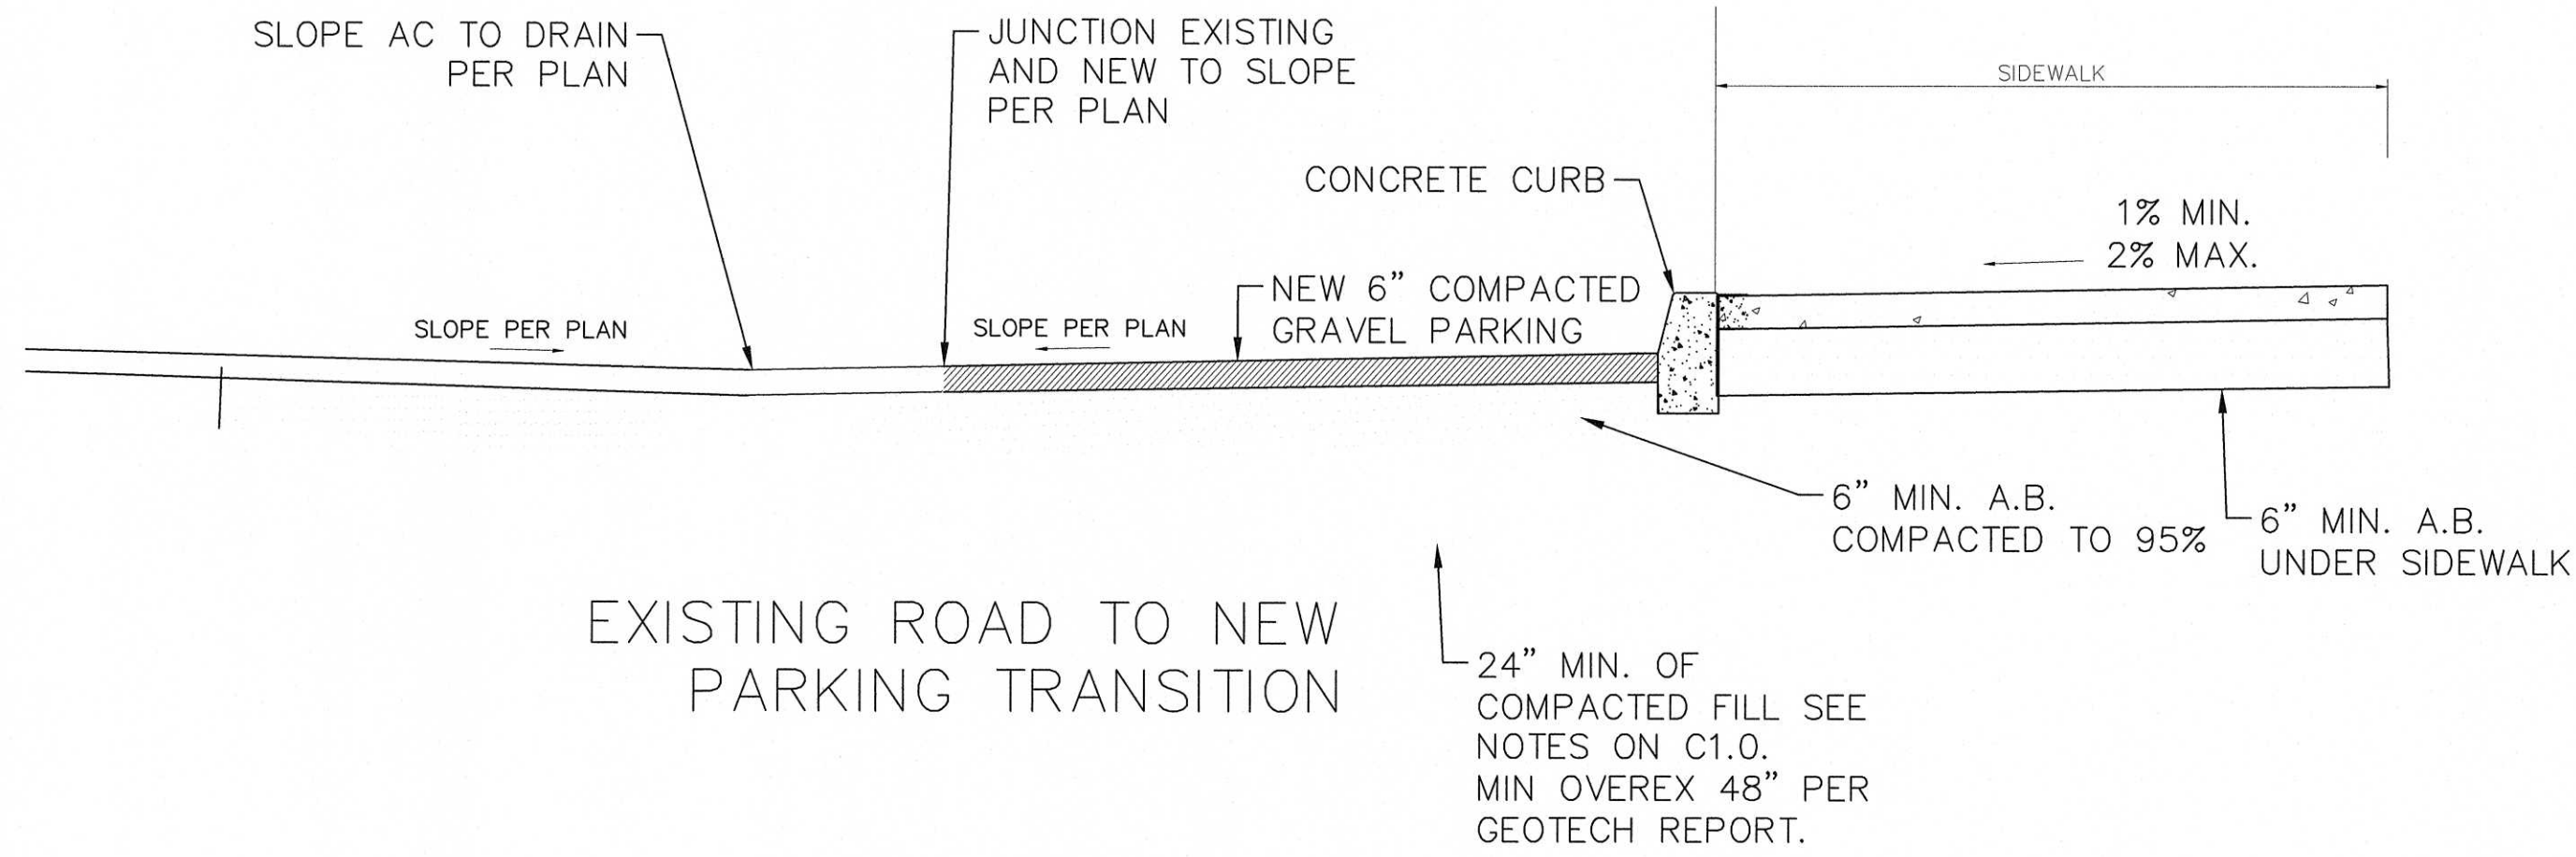 SLOPE AC TO DRAIN
PER PLAN
JUNCTION EXISTING
AND NEW TO SLOPE
PER PLAN
SIDEWALK
CONCRETE CURB
1% MIN.
2% MAX.
NEW 6” COMPACTED
GRAVEL PARKING
SLOPE PER PLAN
SLOPE PER PLAN
6” MIN. A.B.
COMPACTED TO 95%
6” MIN. A.B.
UNDER SIDEWALK
EXISTING ROAD TO NEW
PARKING TRANSITION
24” MIN. OF
COMPACTED FILL SEE
NOTES ON C1.0.
MIN OVEREX 48” PER
GEOTECH REPORT.